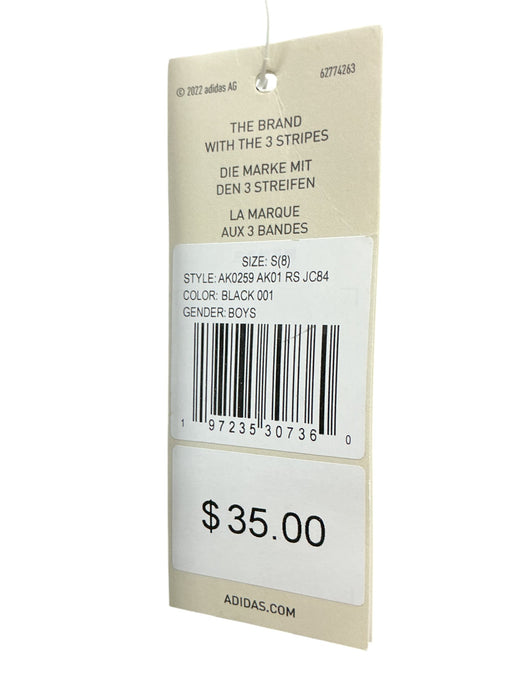 © 2022 adidas AG
62774263
THE BRAND
WITH THE 3 STRIPES
DIE MARKE MIT
DEN 3 STREIFEN
LA MARQUE
AUX 3 BANDES
SIZE: S(8)
STYLE: AK0259 AK01 RS JC84
COLOR: BLACK 001
GENDER: BOYS
1 97235 30736 0
$ 35.00
ADIDAS.COM